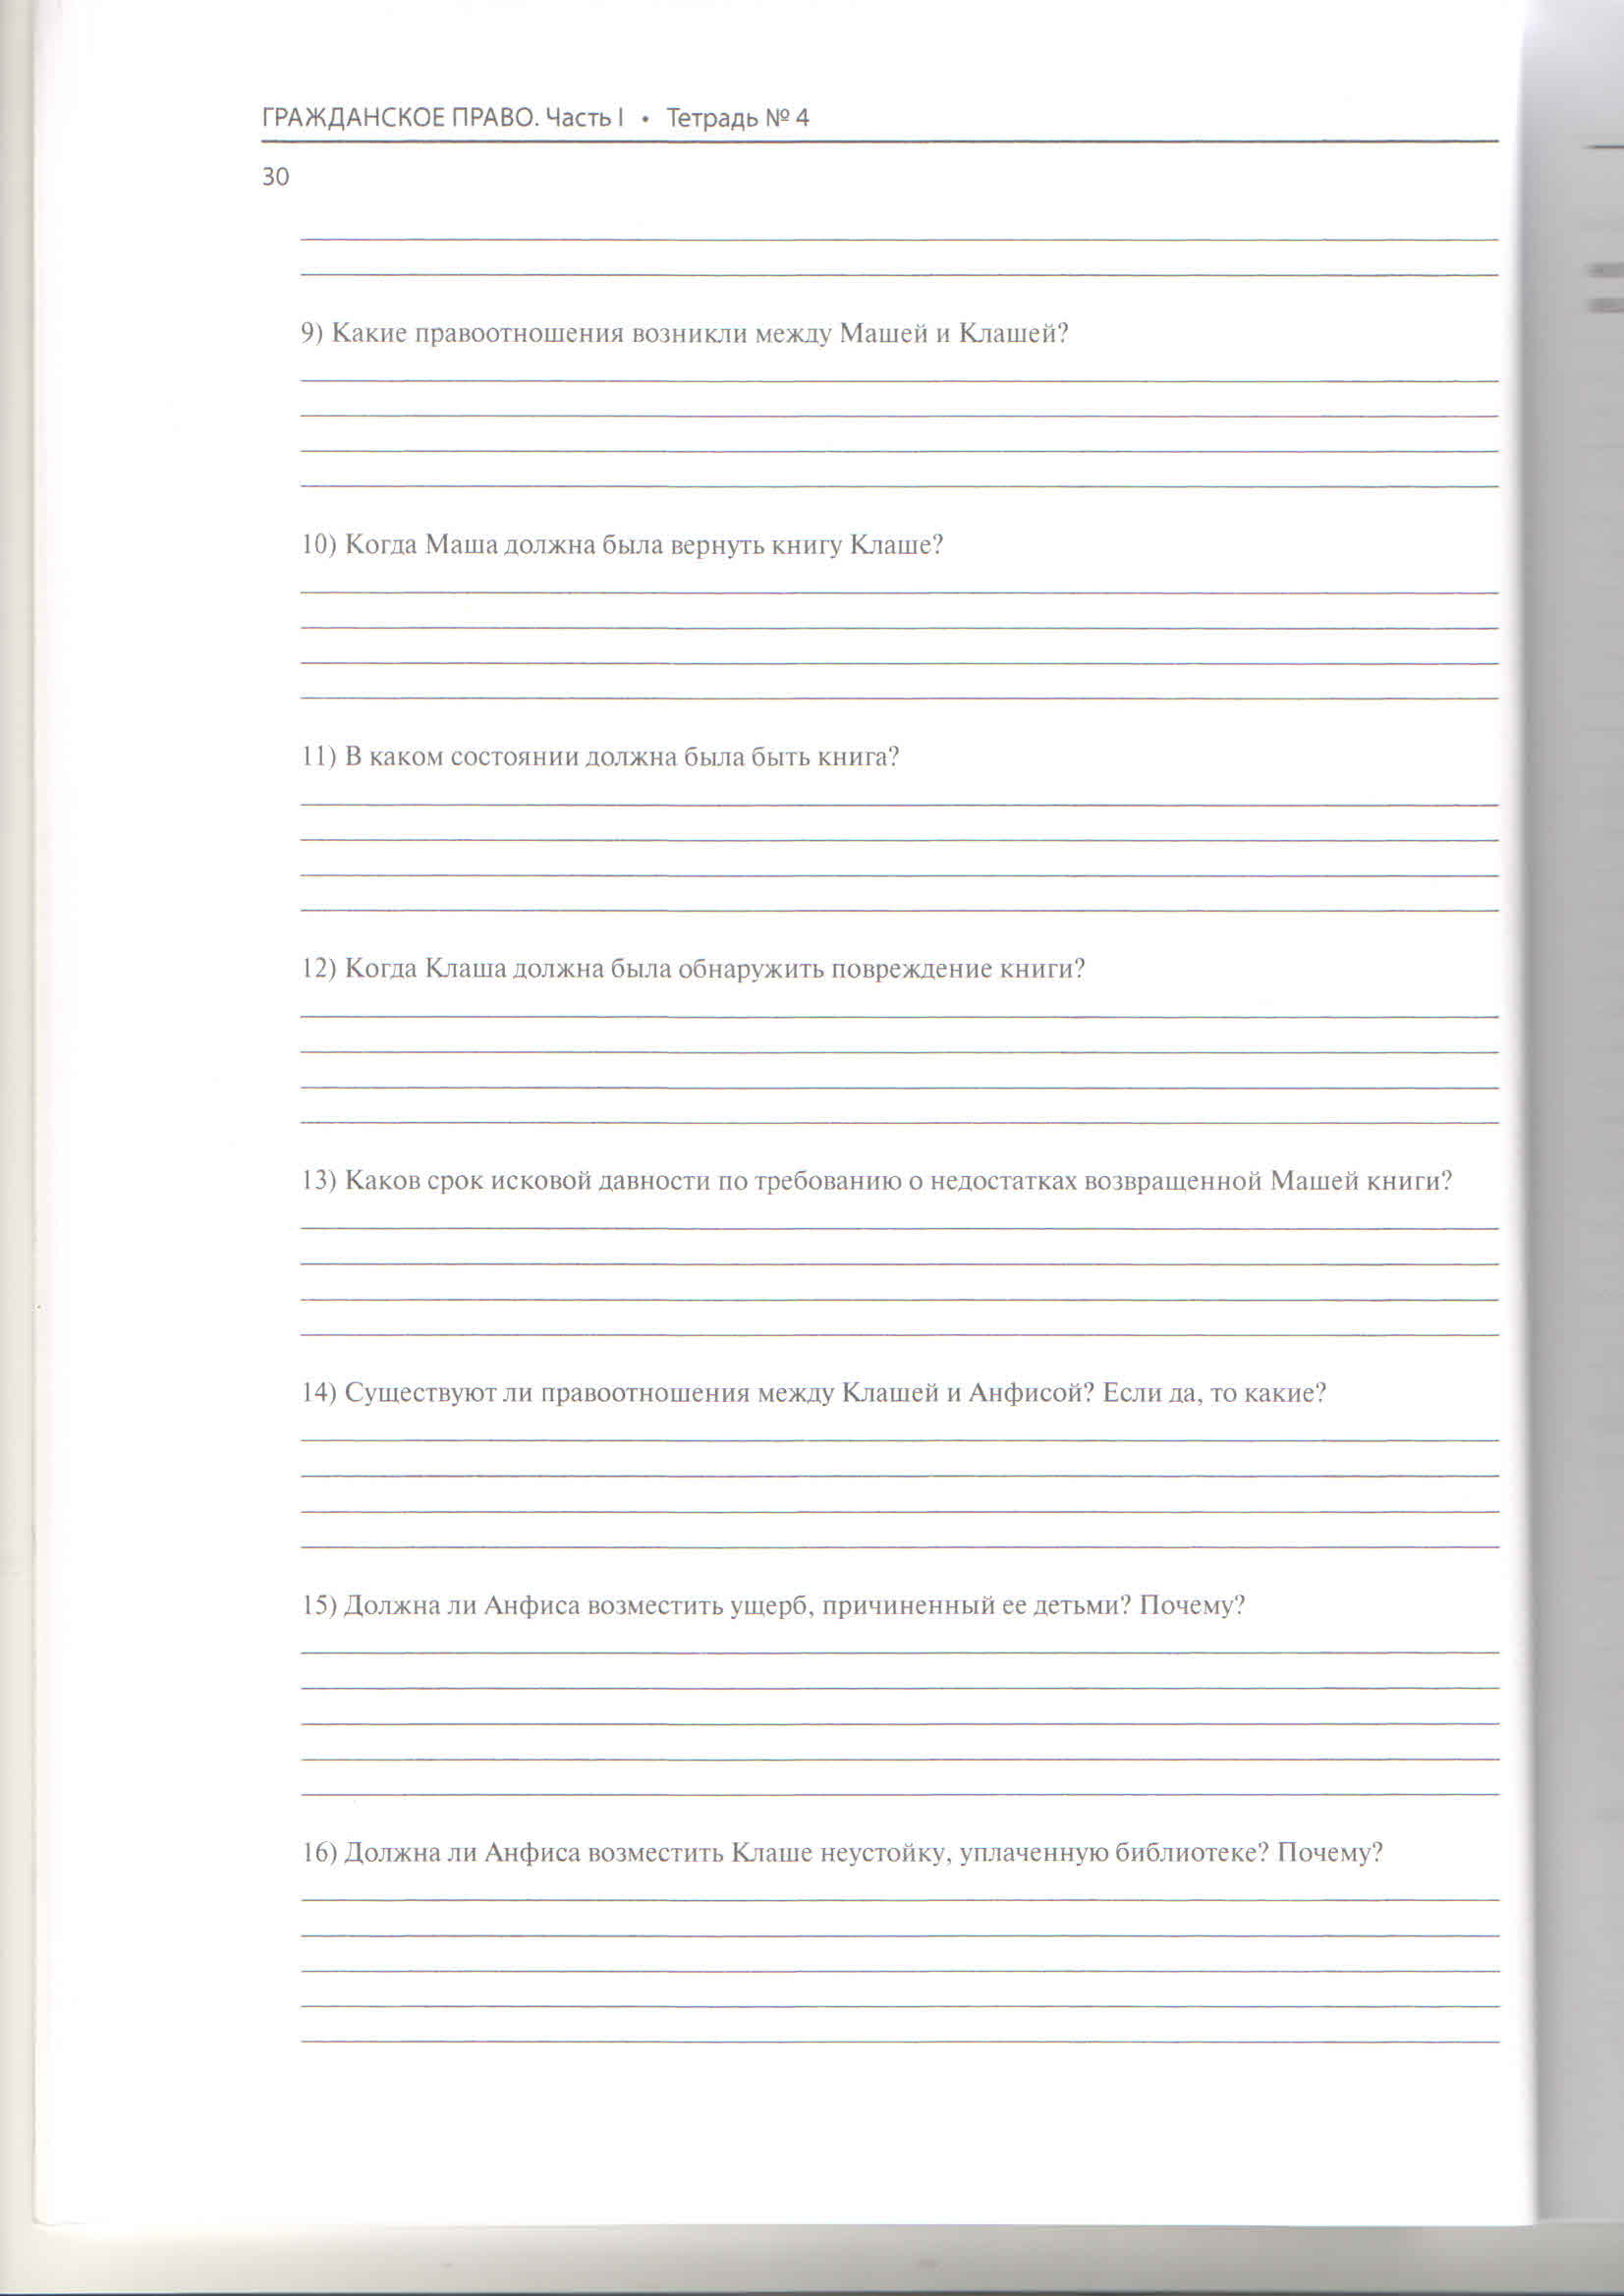 ГРАЖДАНСКОЕ ПРАВО. Часть I • Тетрадь № 4
30
9) Какие правоотношения возникли между Машей и Клашей?
10) Когда Маша должна была вернуть книгу Клаше?
11) В каком состоянии должна была быть книга?
12) Когда Клаша должна была обнаружить повреждение книги?
13) Каков срок исковой давности по требованию о недостатках возвращенной Машей книги?
14) Существуют ли правоотношения между Клашей и Анфисой? Если да, то какие?
15) Должна ли Анфиса возместить ущерб, причиненный ее детьми? Почему?
16) Должна ли Анфиса возместить Клаше неустойку, уплаченную библиотеке? Почему?